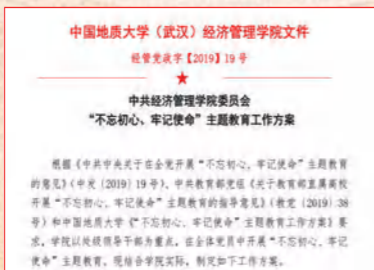 中国地质大学（武汉）经济管理学院文件
经管党政字【2019】19号
中共经济管理学院委员会
“不忘初心、牢记使命”主题教育工作方案
根据《中共中央关于在全党开展“不忘初心、牢记使命”主题教育
的意见》（中发〔2019〕19号）、中共教育部党组《关于教育部直属高校
开展“不忘初心、牢记使命”主题教育的指导意见》（教党〔2019〕38
号）和中国地质大学《“不忘初心、牢记使命”主题教育工作方案》要
求，学院以处级领导干部为重点，在全体党员中开展“不忘初心、牢记
使命”主题教育。现结合学院实际，制定如下工作方案。